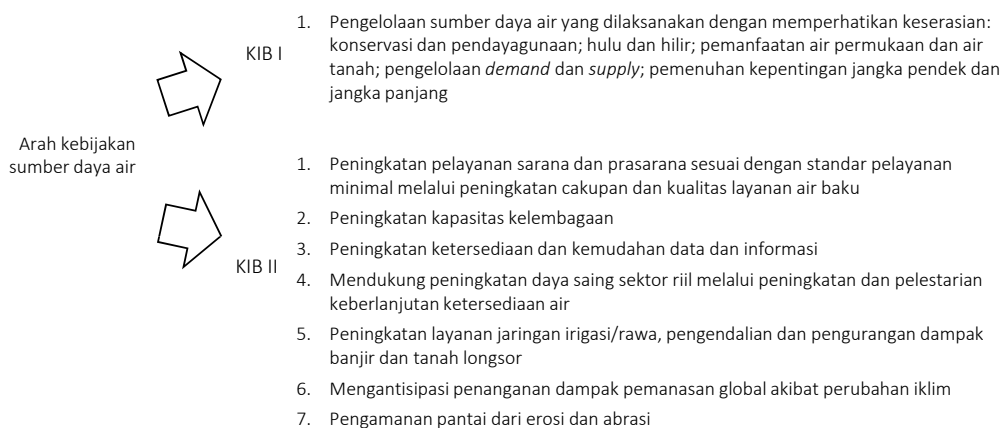 Arah kebijakan
sumber daya air
KIB I
1. Pengelolaan sumber daya air yang dilaksanakan dengan memperhatikan keserasian:
konservasi dan pendayagunaan; hulu dan hilir; pemanfaatan air permukaan dan air
tanah; pengelolaan demand dan supply; pemenuhan kepentingan jangka pendek dan
jangka panjang
KIB II
1. Peningkatan pelayanan sarana dan prasarana sesuai dengan standar pelayanan
minimal melalui peningkatan cakupan dan kualitas layanan air baku
2. Peningkatan kapasitas kelembagaan
3. Peningkatan ketersediaan dan kemudahan data dan informasi
4. Mendukung peningkatan daya saing sektor riil melalui peningkatan dan pelestarian
keberlanjutan ketersediaan air
5. Peningkatan layanan jaringan irigasi/rawa, pengendalian dan pengurangan dampak
banjir dan tanah longsor
6. Mengantisipasi penanganan dampak pemanasan global akibat perubahan iklim
7. Pengamanan pantai dari erosi dan abrasi